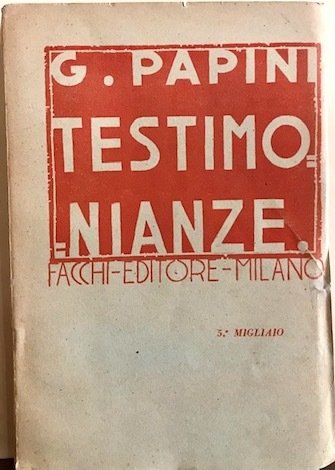 G. PAPINI
TESTIMO=
=NIANZE.
FACCHI-EDITORE-MILANO
5.° MIGLIAIO